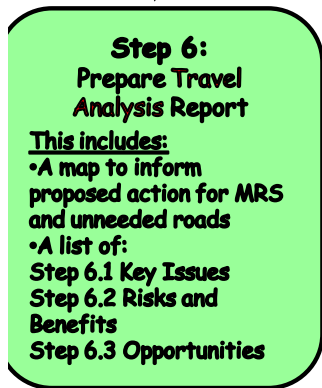 Step 6:
Prepare Travel
Analysis Report
This includes:
•A map to inform
proposed action for MRS
and unneeded roads
•A list of:
Step 6.1 Key Issues
Step 6.2 Risks and
Benefits
Step 6.3 Opportunities